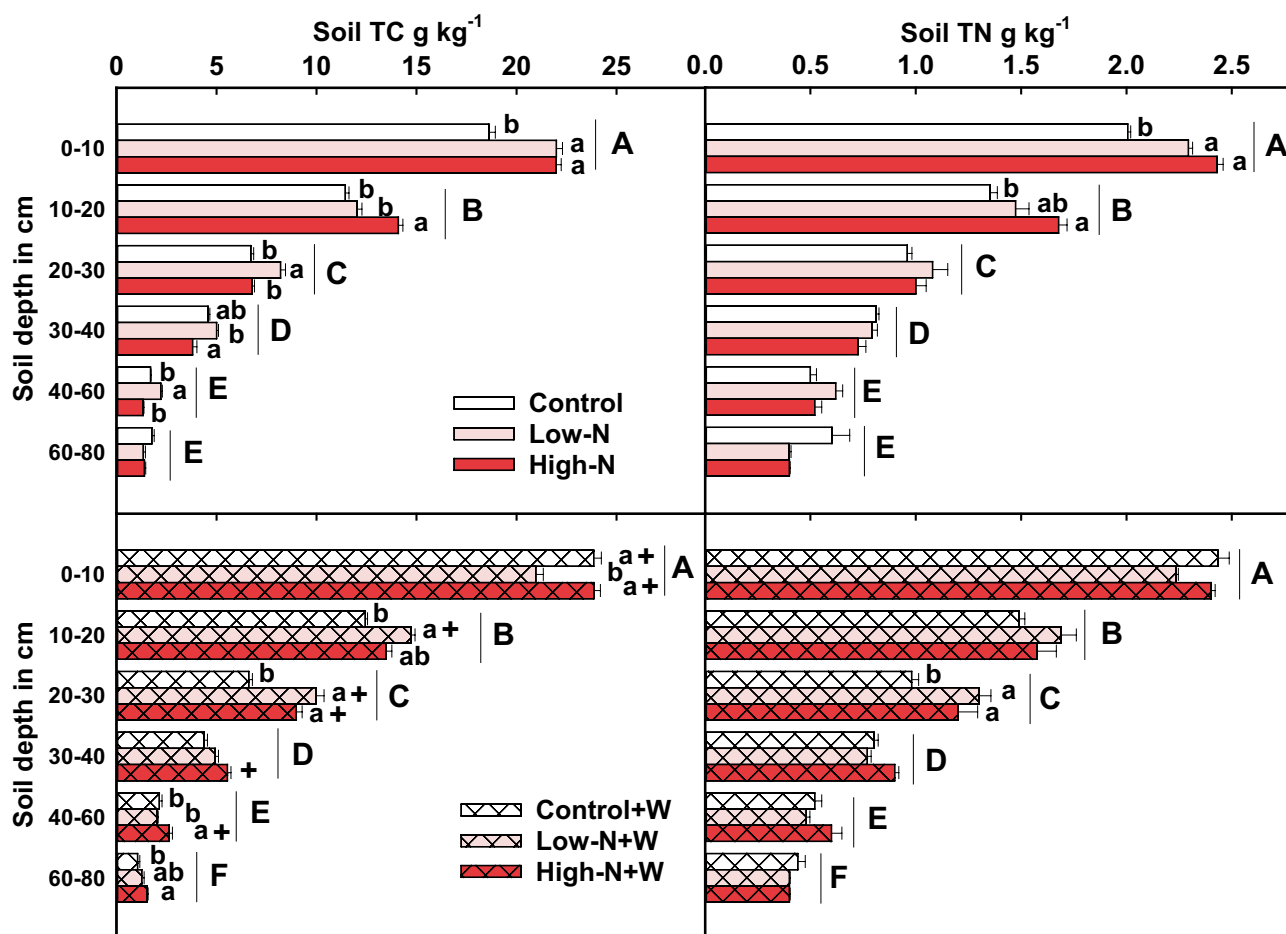 Soil TC g kg-1
Soil TN g kg-1
0 5 10 15 20 25
0.0 0.5 1.0 1.5 2.0 2.5
Soil depth in cm
0-10
b
a
a
A
b
a
a
A
10-20
b
b
a
B
b
ab
a
B
20-30
b
a
b
C
C
30-40
ab
b
a
D
D
40-60
b
a
b
E
E
60-80
E
E
Control
Low-N
High-N
Soil depth in cm
0-10
a +
b
a +
A
A
10-20
b
a +
ab
B
B
20-30
b
a +
a +
C
b
a
a
C
30-40
+
D
D
40-60
b
b
a +
E
E
60-80
b
ab
a
F
F
Control+W
Low-N+W
High-N+W